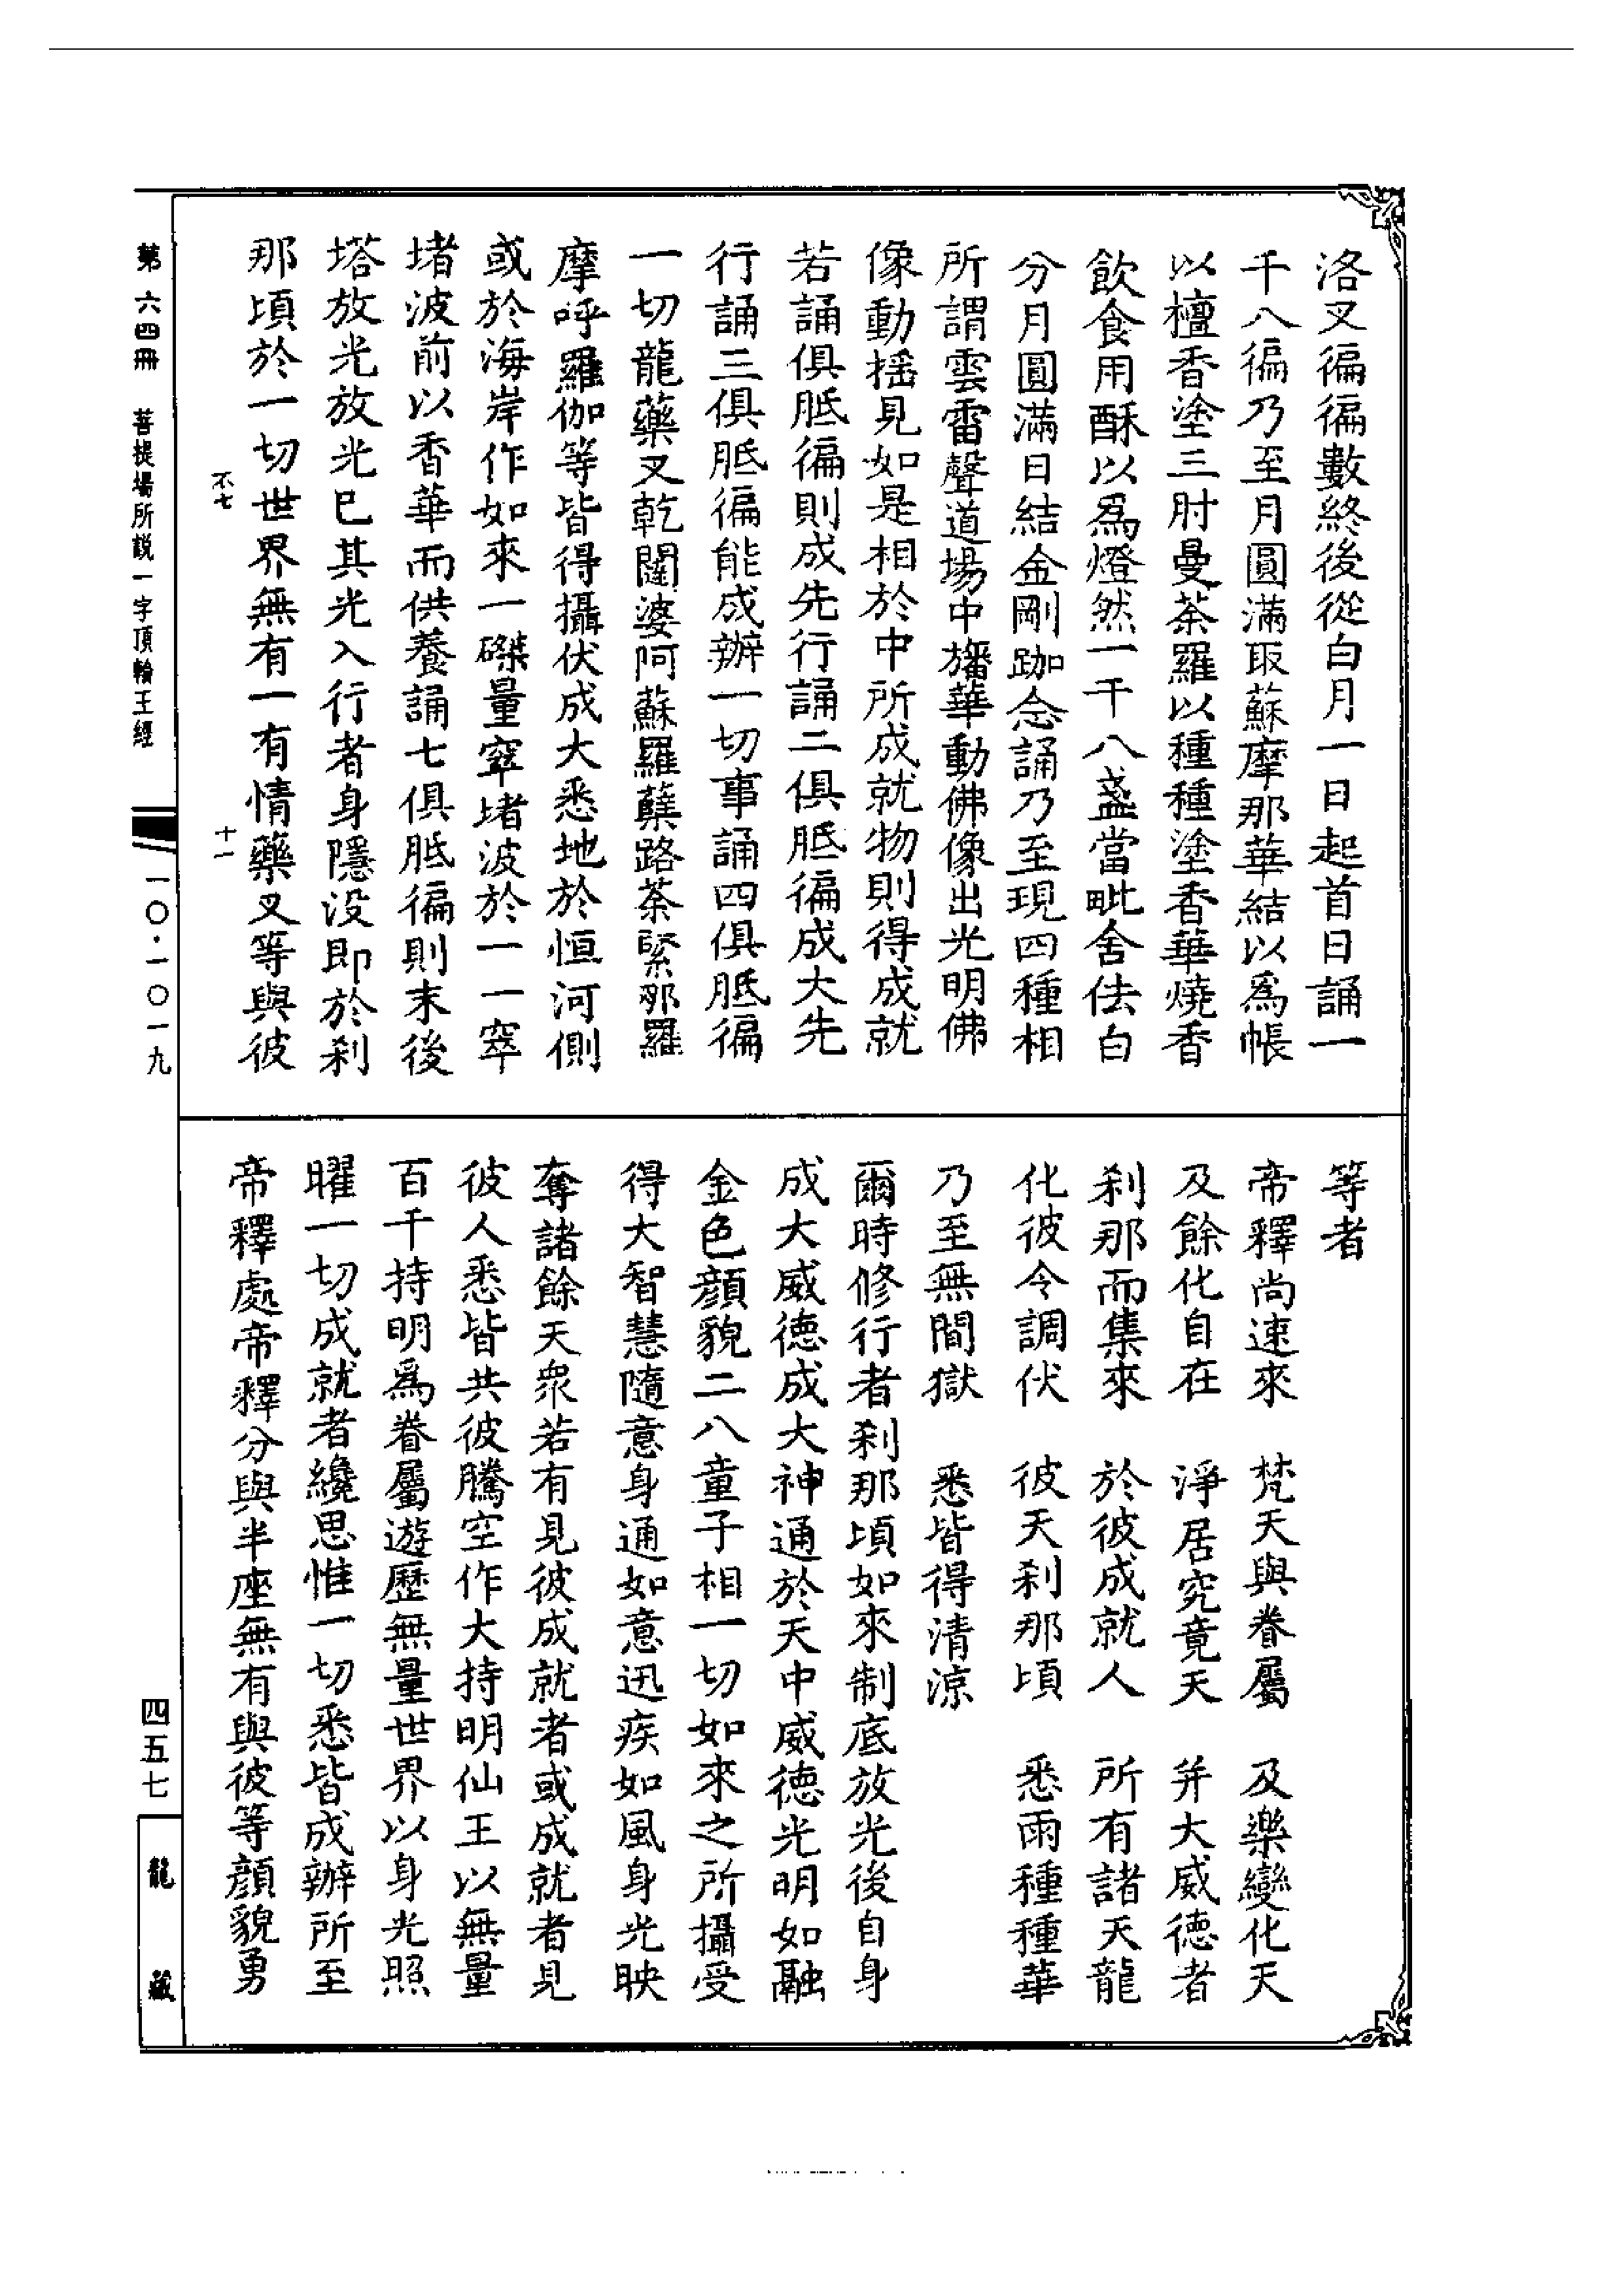 洛叉徧徧數終後從白月一日起首日誦一
千八徧乃至月圓滿取蘇摩那華結以爲帳
以檀香塗三肘曼荼羅以種種塗香華燒香
飲食用酥以爲燈然一千八盞當毗舍佉白
分月圓滿日結金剛跏念誦乃至現四種相
所謂雲雷聲道場中旛華動佛像出光明佛
像動揺見如是相於中所成就物則得成就
若誦俱胝徧則成先行誦二俱胝徧成大先
行誦三俱胝徧能成辦一切事誦四俱胝徧
一切龍藥叉乾闥婆阿蘇羅蘗路荼緊那羅
摩呼羅伽等皆得攝伏成大悉地於恒河側
或於海岸作如來一磔量窣堵波於一一窣
堵波前以香華而供養誦七俱胝徧則末後
塔放光放光已其光入行者身隱没即於刹
那頃於一切世界無有一有情藥叉等與彼
等者
帝釋尚速來　梵天與眷屬　及樂變化天
及餘化自在　淨居究竟天　并大威德者
刹那而集來　於彼成就人　所有諸天龍
化彼令調伏　彼天刹那頃　悉雨種種華
乃至無間獄　悉皆得清涼
爾時修行者刹那頃如來制底放光後自身
成大威德成大神通於天中威德光明如融
金色顔貌二八童子相一切如來之所攝受
得大智慧隨意身通如意迅疾如風身光映
奪諸餘天衆若有見彼成就者或成就者見
彼人悉皆共彼騰空作大持明仙王以無量
百千持明爲眷屬遊歷無量世界以身光照
曜一切成就者纔思惟一切悉皆成辦所至
帝釋處帝釋分與半座無有與彼等顔貌勇
不七
十一
第六四冊　菩提場所說一字頂輪王經
一〇·一〇一九
四五七
龍藏